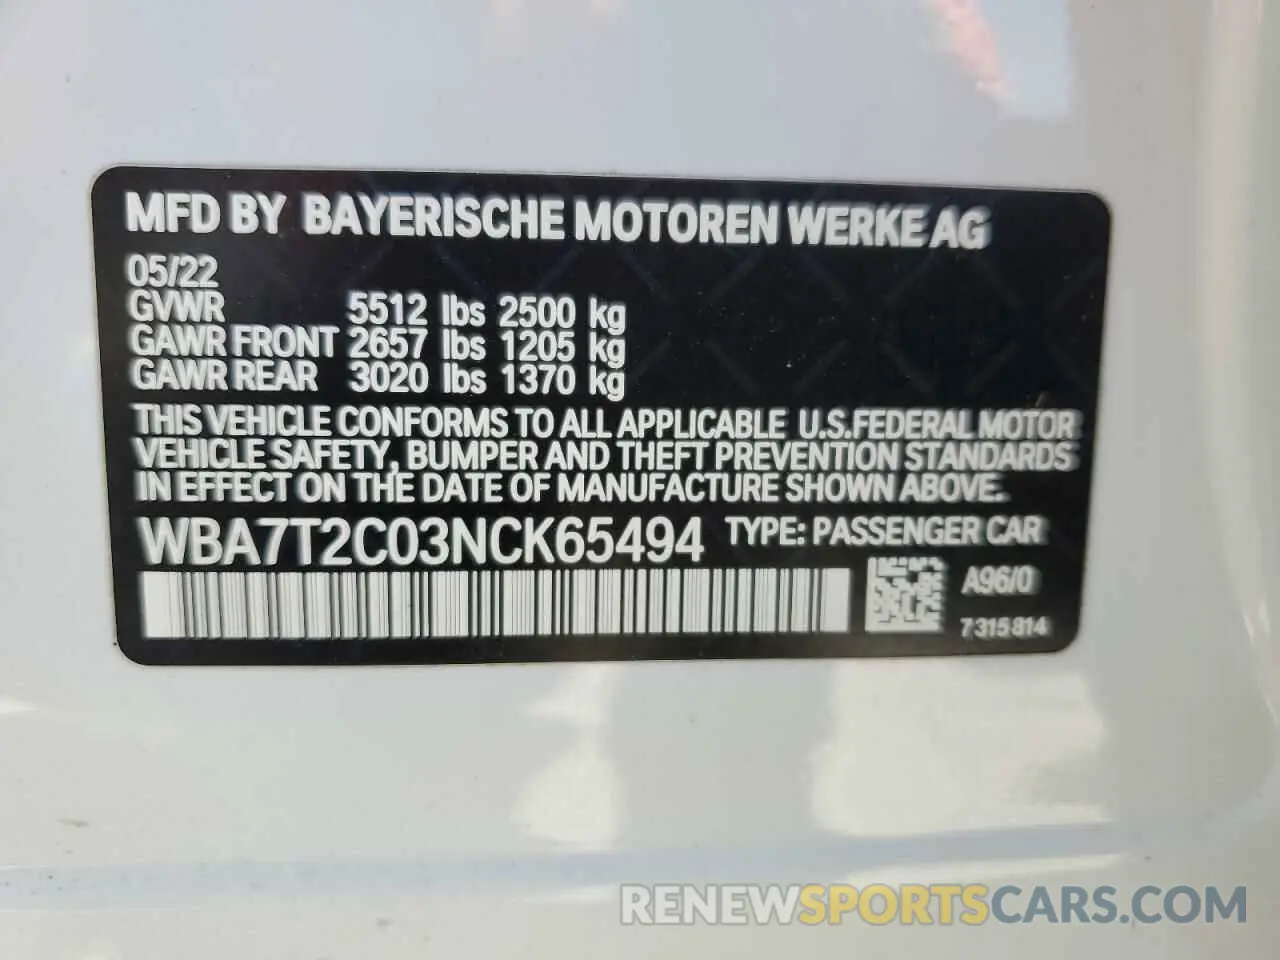 MFD BY BAYERISCHE MOTOREN WERKE AG
05/22
GVWR 5512 lbs 2500 kg
GAWR FRONT 2657 lbs 1205 kg
GAWR REAR 3020 lbs 1370 kg
THIS VEHICLE CONFORMS TO ALL APPLICABLE U.S.FEDERAL MOTOR
VEHICLE SAFETY, BUMPER AND THEFT PREVENTION STANDARDS
IN EFFECT ON THE DATE OF MANUFACTURE SHOWN ABOVE.
WBA7T2C03NCK65494 TYPE: PASSENGER CAR
A96/0
7315814
RENEWSPORTSCARS.COM